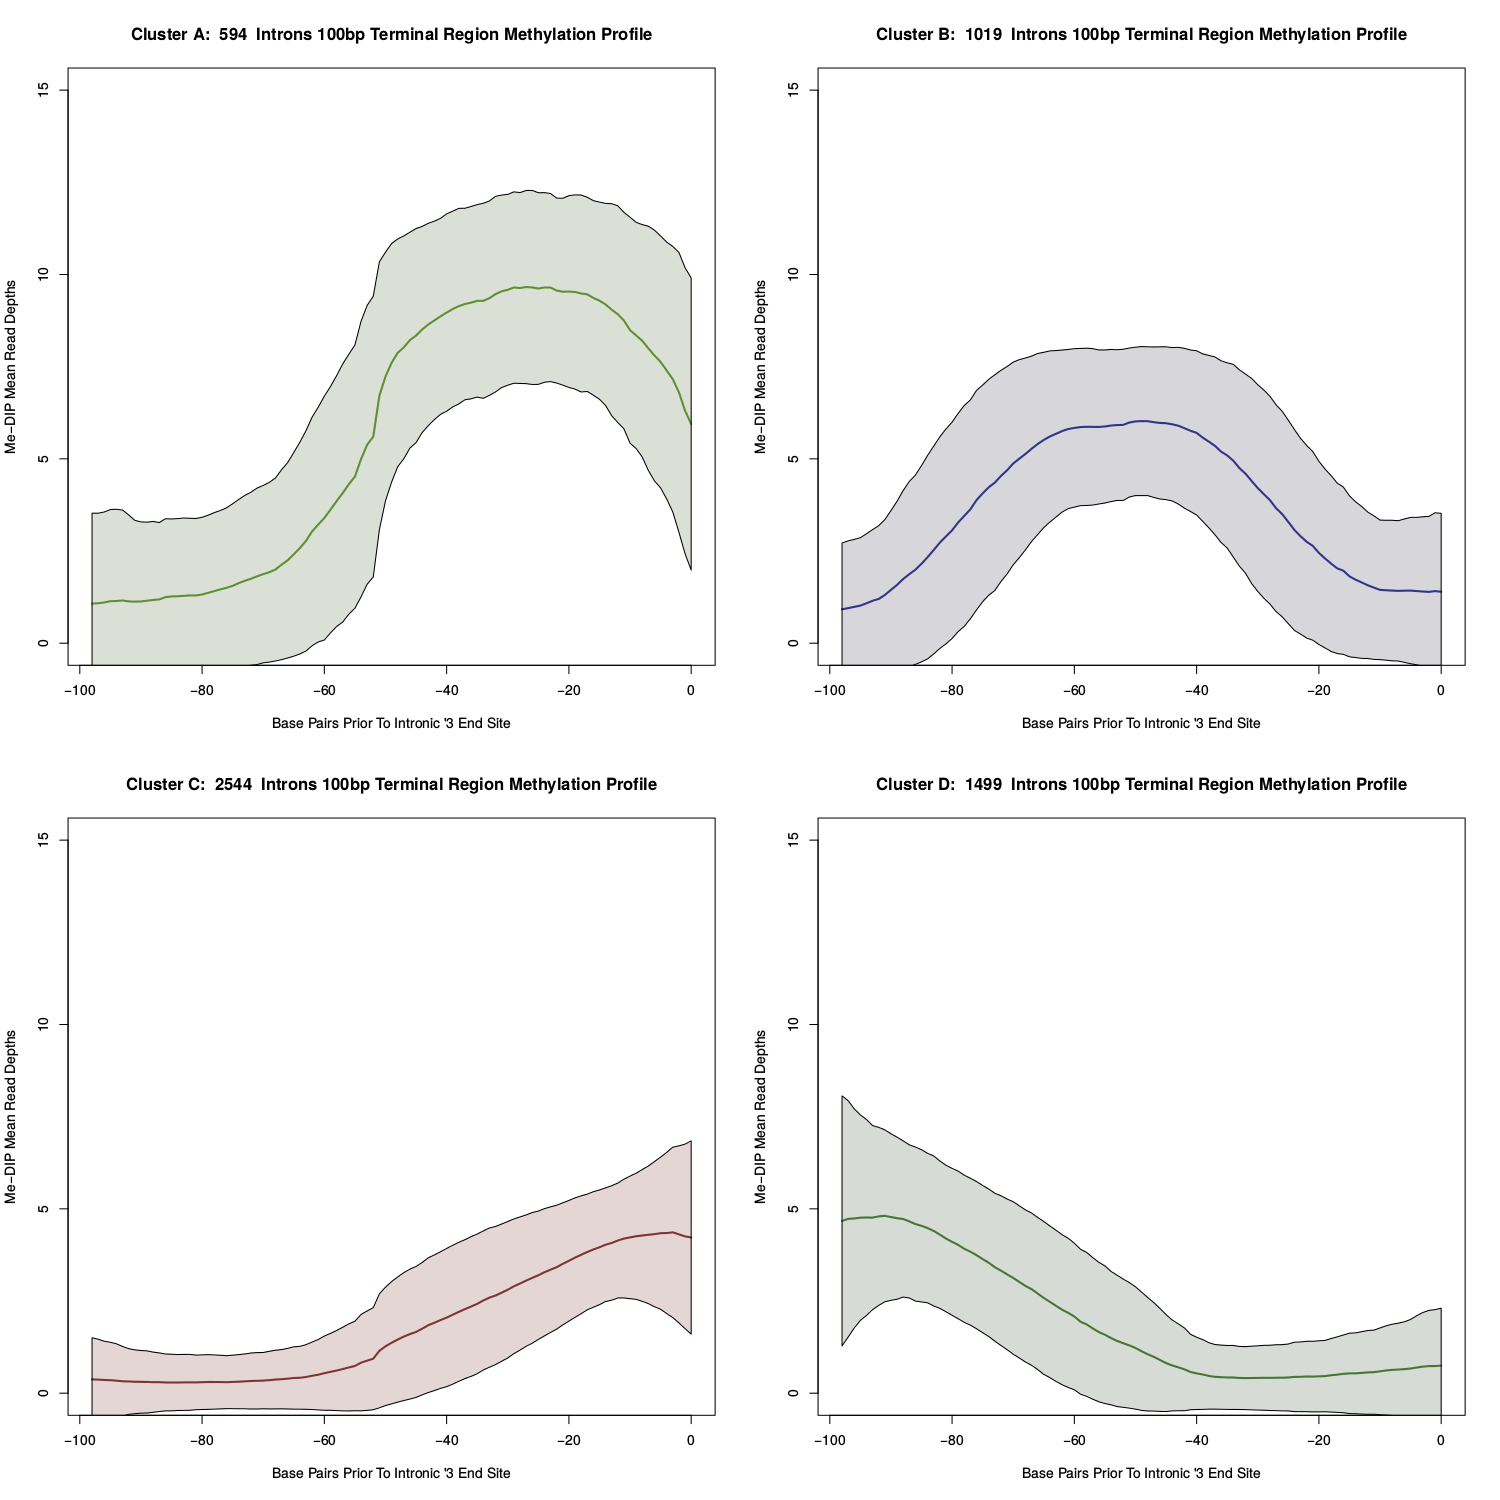 Cluster A:  594  Introns 100bp Terminal Region Methylation Profile
Me−DIP Mean Read Depths
15
10
5
0
−100 −80 −60 −40 −20 0
Base Pairs Prior To Intronic '3 End Site
Cluster B:  1019  Introns 100bp Terminal Region Methylation Profile
Me−DIP Mean Read Depths
15
10
5
0
−100 −80 −60 −40 −20 0
Base Pairs Prior To Intronic '3 End Site
Cluster C:  2544  Introns 100bp Terminal Region Methylation Profile
Me−DIP Mean Read Depths
15
10
5
0
−100 −80 −60 −40 −20 0
Base Pairs Prior To Intronic '3 End Site
Cluster D:  1499  Introns 100bp Terminal Region Methylation Profile
Me−DIP Mean Read Depths
15
10
5
0
−100 −80 −60 −40 −20 0
Base Pairs Prior To Intronic '3 End Site